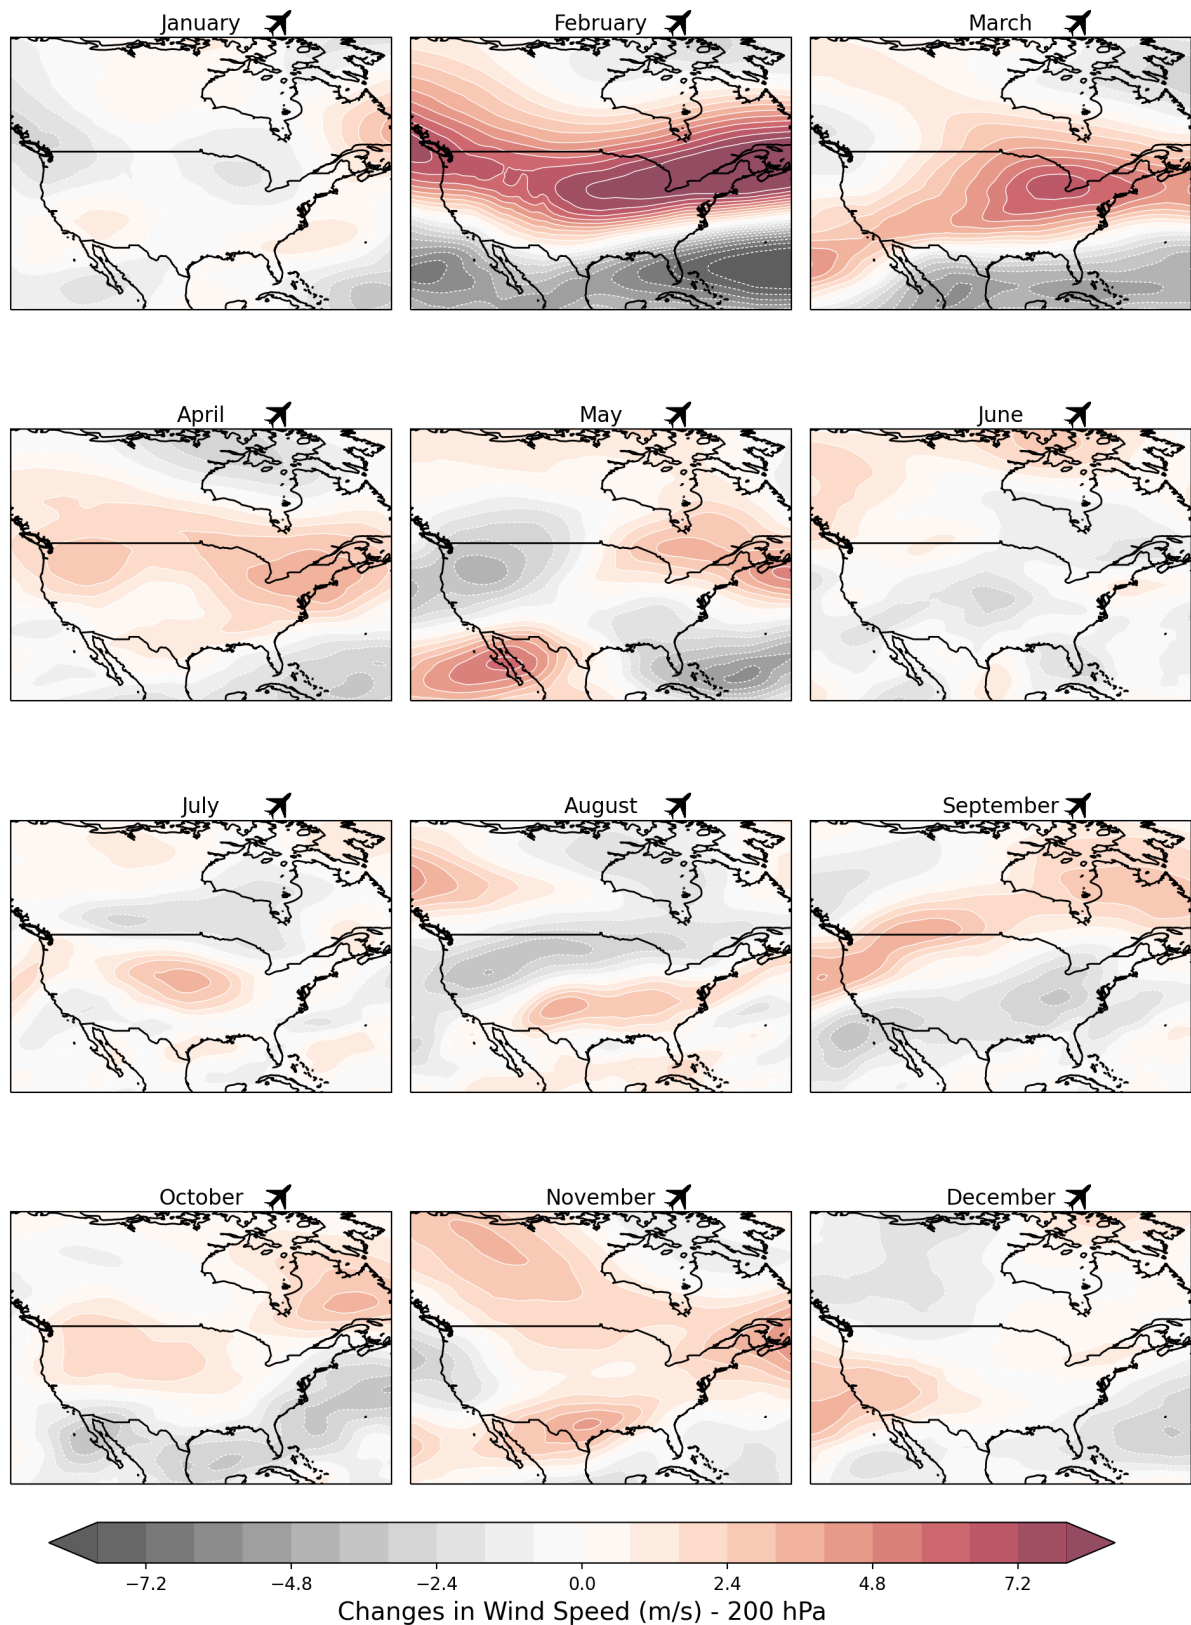 January
February
March
April
May
June
July
August
September
October
November
December
−7.2
−4.8
−2.4
0.0
2.4
4.8
7.2
Changes in Wind Speed (m/s) - 200 hPa